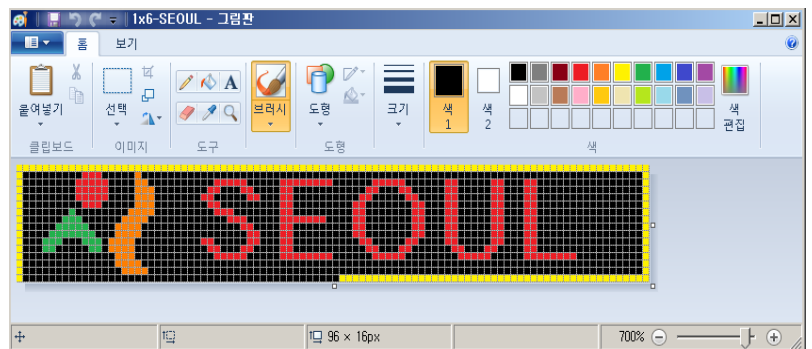 1x6-SEOUL - 그림판
홈 보기
붙여넣기
선택
A
브러시
도형
크기
색 1
색 2
색 편집
클립보드 이미지 도구 도형 색
SEOUL
96 × 16px 700%